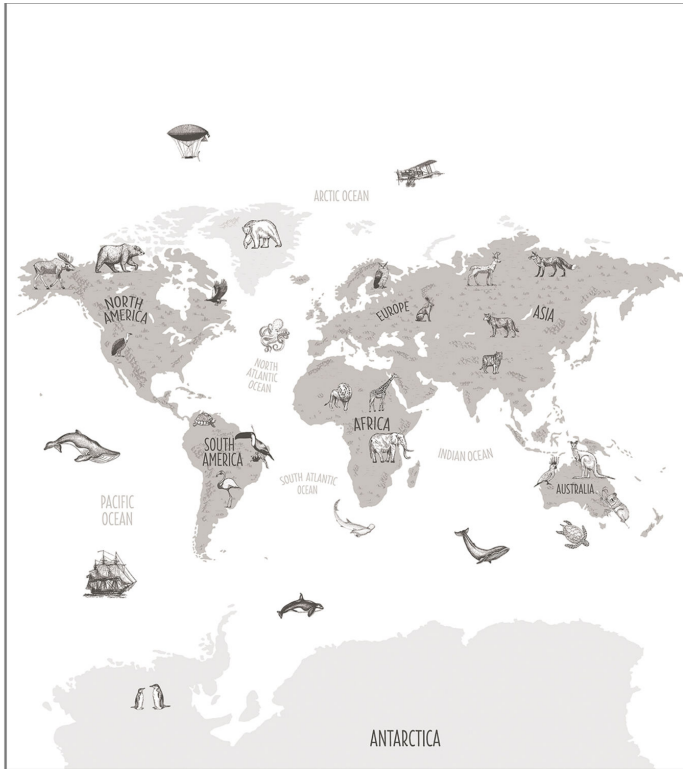 ARCTIC OCEAN
NORTH
AMERICA
EUROPE
ASIA
NORTH
ATLANTIC
OCEAN
AFRICA
SOUTH
AMERICA
INDIAN OCEAN
SOUTH ATLANTIC
OCEAN
AUSTRALIA
PACIFIC
OCEAN
ANTARCTICA